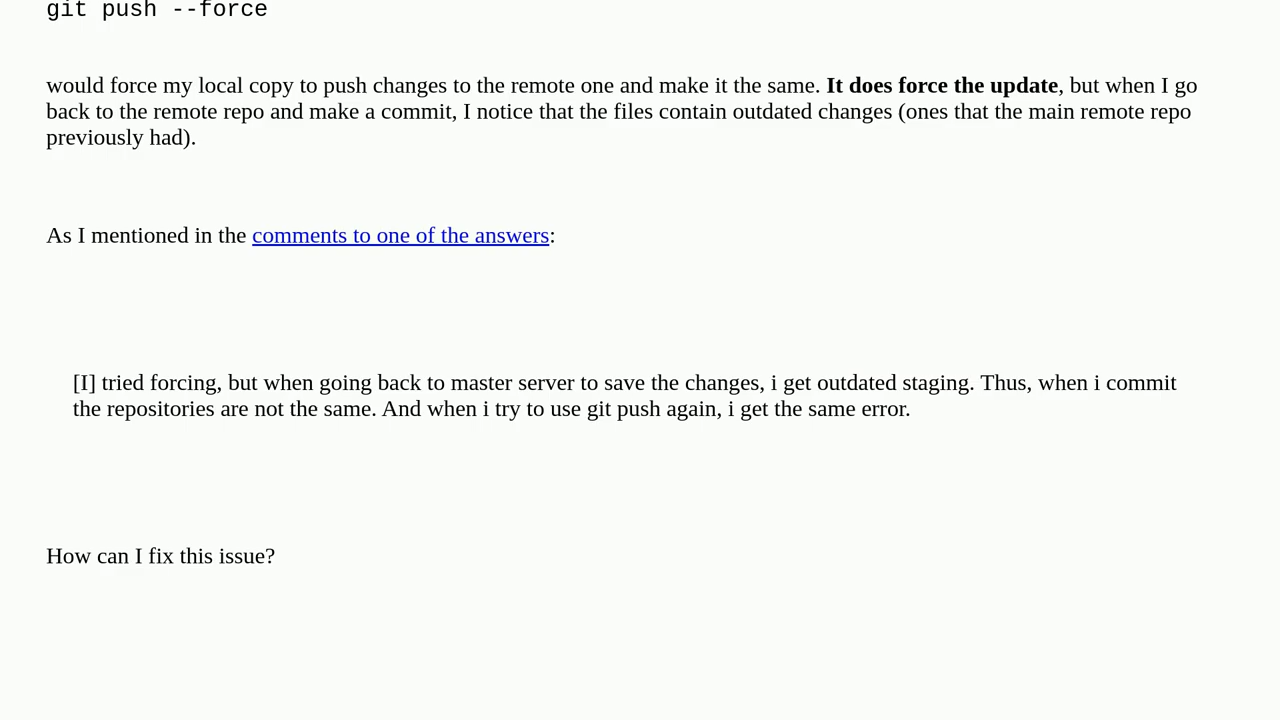 git push --force
would force my local copy to push changes to the remote one and make it the same. It does force the update, but when I go
back to the remote repo and make a commit, I notice that the files contain outdated changes (ones that the main remote repo
previously had).
As I mentioned in the comments to one of the answers:
[I] tried forcing, but when going back to master server to save the changes, i get outdated staging. Thus, when i commit
the repositories are not the same. And when i try to use git push again, i get the same error.
How can I fix this issue?